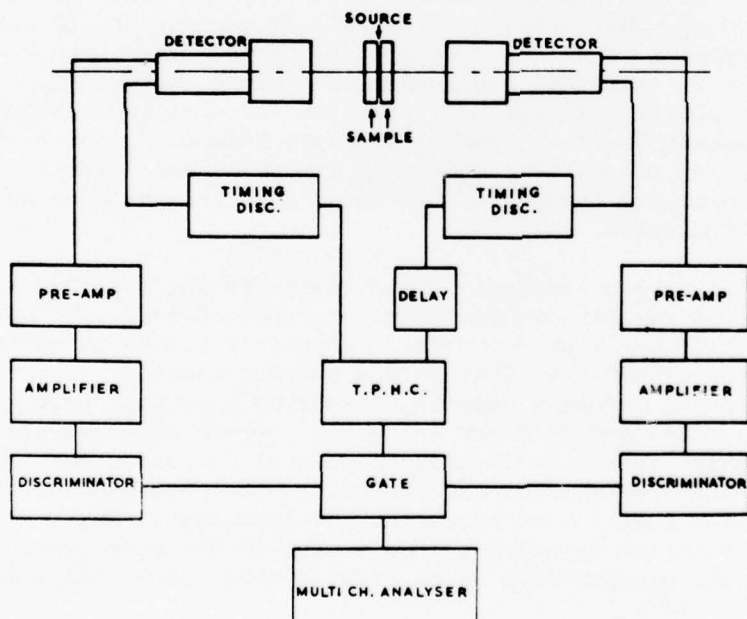 SOURCE
DETECTOR
DETECTOR
SAMPLE
TIMING
DISC.
TIMING
DISC.
PRE-AMP
DELAY
PRE-AMP
AMPLIFIER
T.P.H.C.
AMPLIFIER
DISCRIMINATOR
GATE
DISCRIMINATOR
MULTI CH. ANALYSER